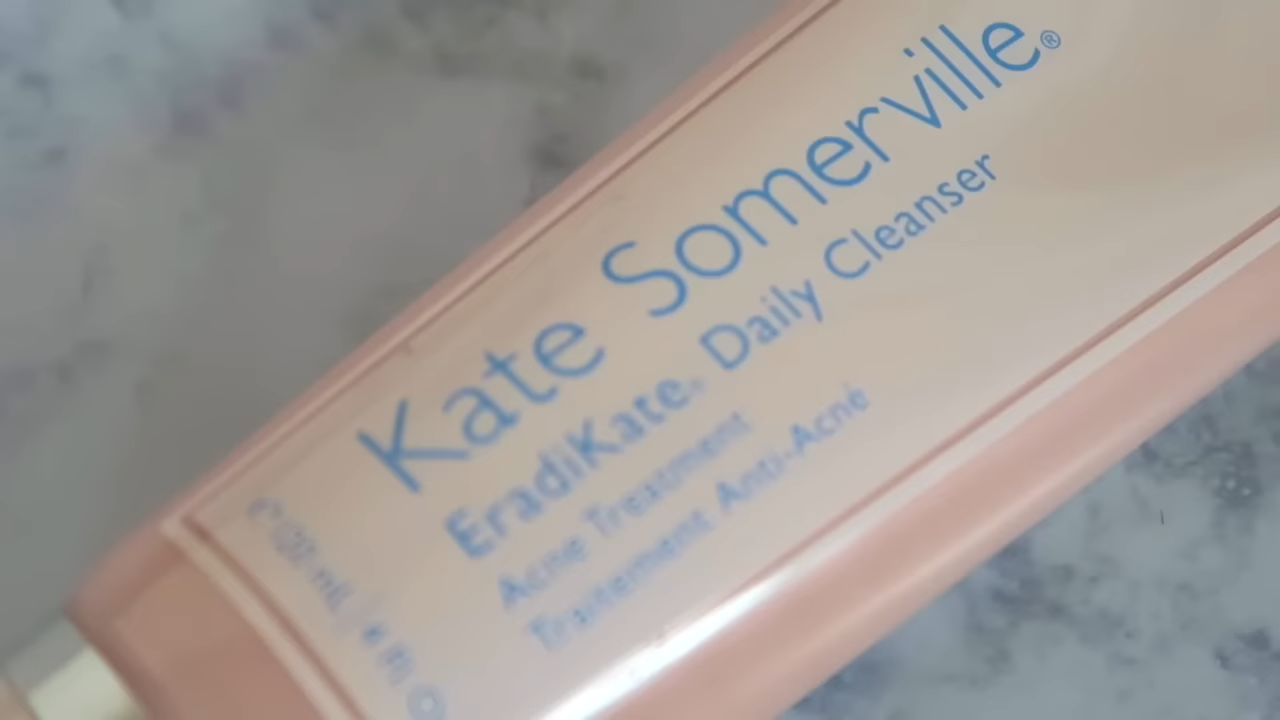 Kate Somerville®
EradiKate® Daily Cleanser
Acne Treatment
Traitement Anti-Acné